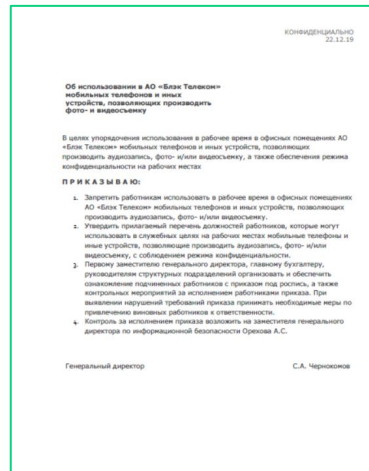 КОНФИДЕНЦИАЛЬНО
22.12.19
Об использовании в АО «Блэк Телеком»
мобильных телефонов и иных
устройств, позволяющих производить
фото- и видеосъемку
В целях упорядочения использования в рабочее время в офисных помещениях АО
«Блэк Телеком» мобильных телефонов и иных устройств, позволяющих
производить аудиозапись, фото- и/или видеосъемку, а также обеспечения режима
конфиденциальности на рабочих местах
ПРИКАЗЫВАЮ:
1. Запретить работникам использовать в рабочее время в офисных помещениях
АО «Блэк Телеком» мобильных телефонов и иных устройств, позволяющих
производить аудиозапись, фото- и/или видеосъемку.
2. Утвердить прилагаемый перечень должностей работников, которые могут
использовать в служебных целях на рабочих местах мобильные телефоны и
иные устройства, позволяющие производить аудиозапись, фото- и/или
видеосъемку, с соблюдением режима конфиденциальности.
3. Первому заместителю генерального директора, главному бухгалтеру,
руководителям структурных подразделений организовать и обеспечить
ознакомление подчиненных работников с приказом под роспись, а также
контрольных мероприятий за исполнением работниками приказа. При
выявлении нарушений требований приказа принимать необходимые меры по
привлечению виновных работников к ответственности.
4. Контроль за исполнением приказа возложить на заместителя генерального
директора по информационной безопасности Орехова А.С.
Генеральный директор С.А. Черномомов